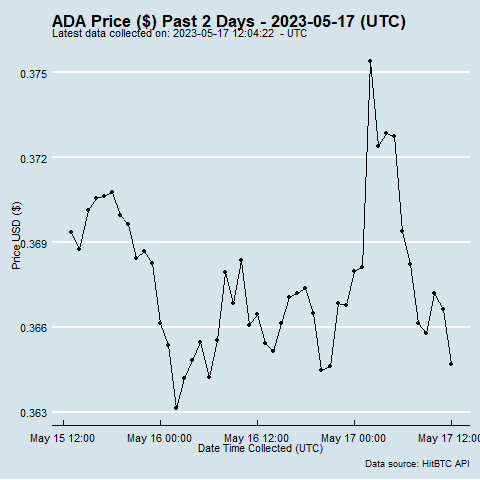 ADA Price ($) Past 2 Days - 2023-05-17 (UTC)
Latest data collected on: 2023-05-17 12:04:22 - UTC
0.375
0.372
0.369
0.366
0.363
Price USD ($)
May 15 12:00 May 16 00:00 May 16 12:00 May 17 00:00 May 17 12:00
Date Time Collected (UTC)
Data source: HitBTC API